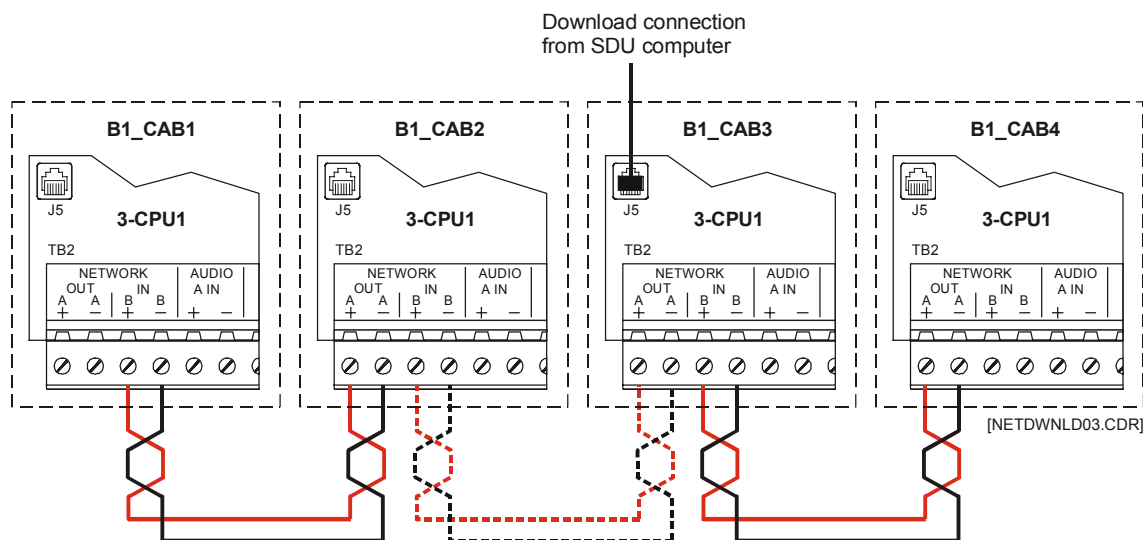 Download connection
from SDU computer
B1_CAB1
J5
3-CPU1
TB2
NETWORK AUDIO
OUT IN A IN
A A B B
+ − + − + −
B1_CAB2
J5
3-CPU1
TB2
NETWORK AUDIO
OUT IN A IN
A A B B
+ − + − + −
B1_CAB3
J5
3-CPU1
TB2
NETWORK AUDIO
OUT IN A IN
A A B B
+ − + − + −
B1_CAB4
J5
3-CPU1
TB2
NETWORK AUDIO
OUT IN A IN
A A B B
+ − + − + −
[NETDWNLD03.CDR]